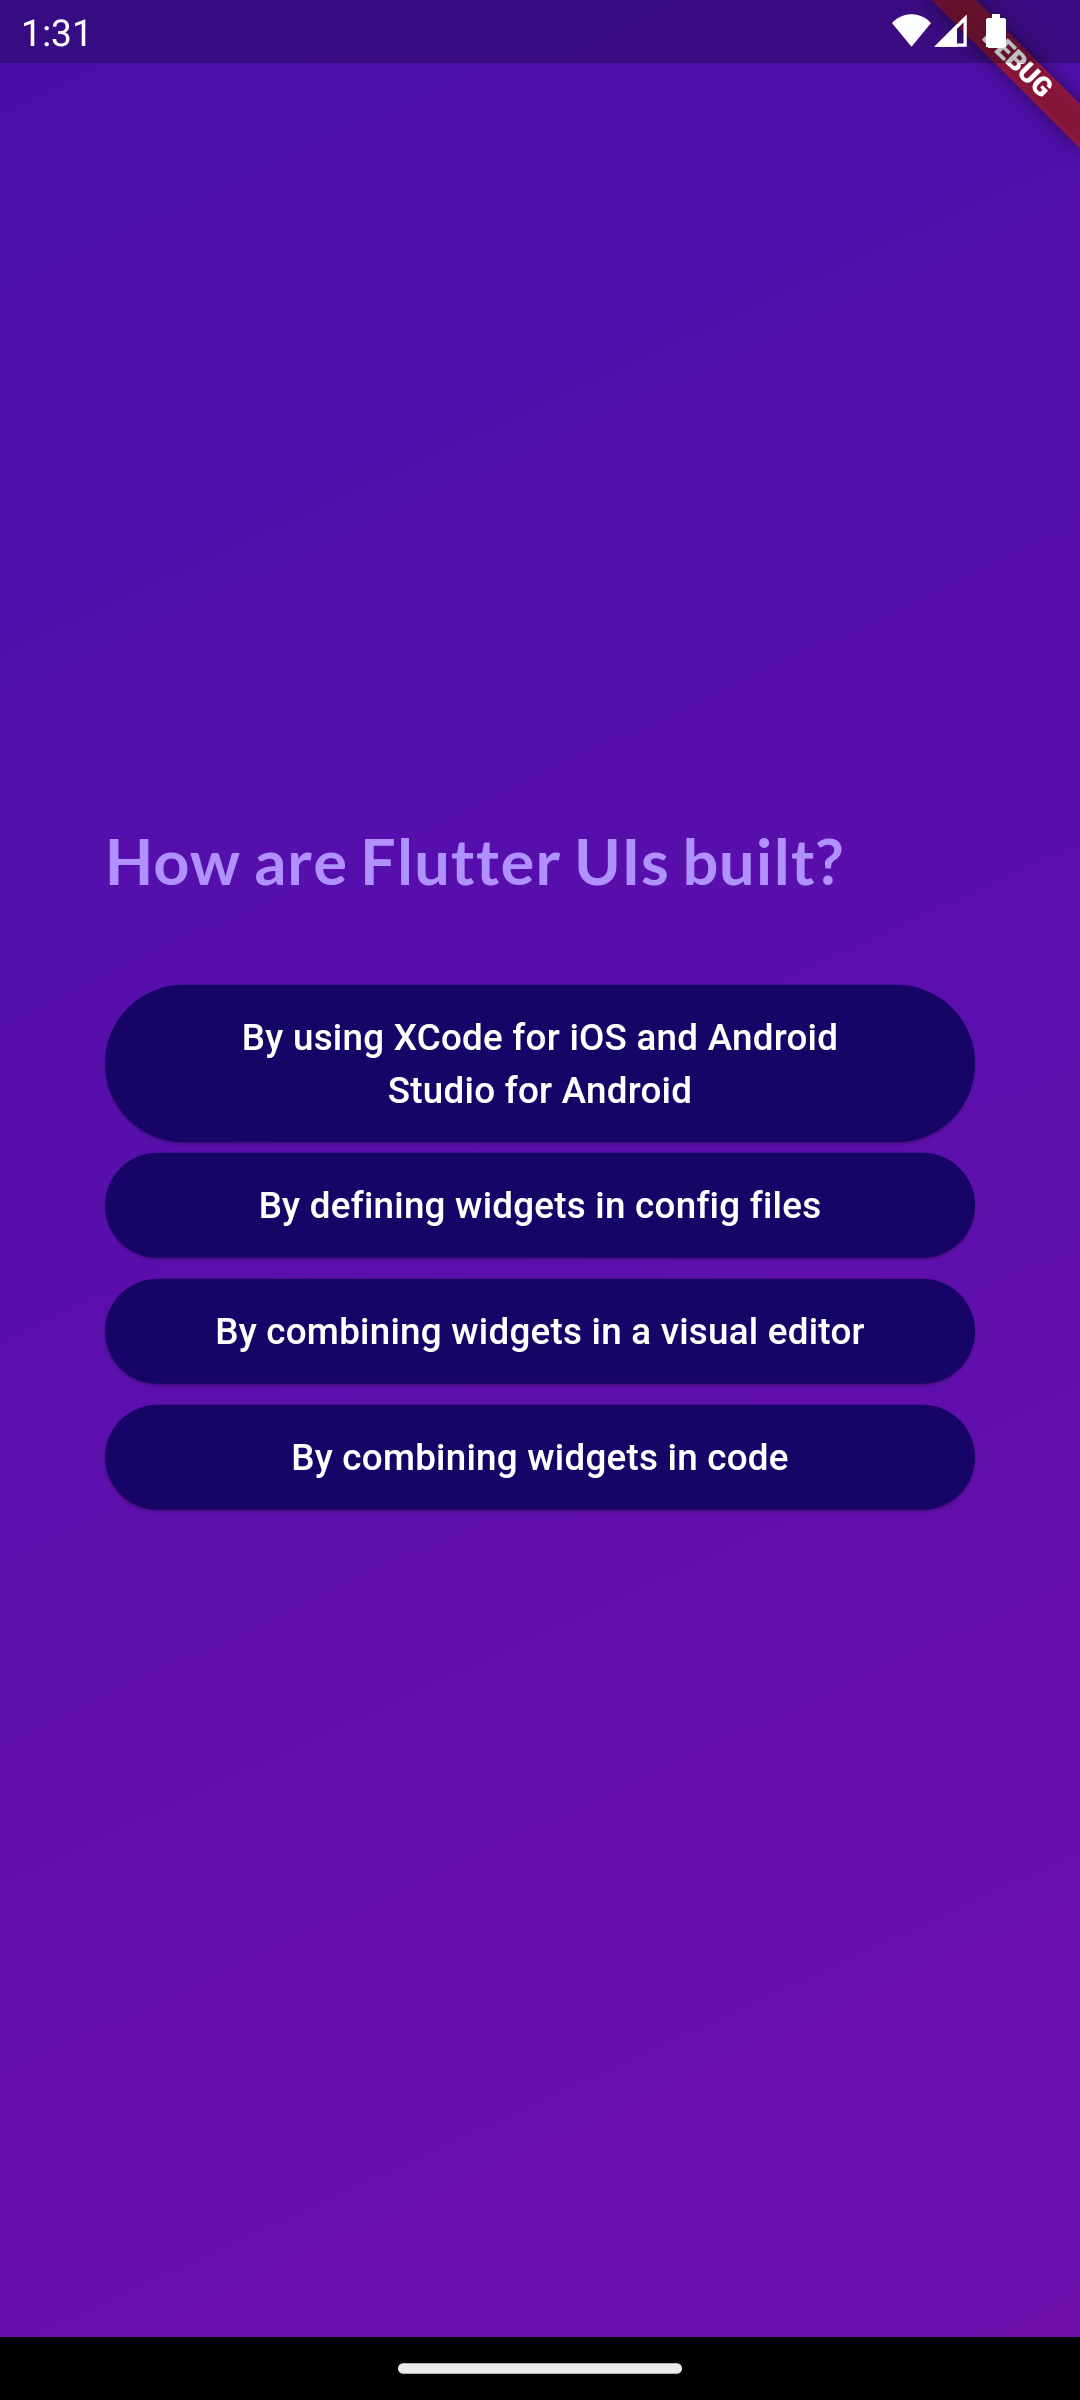 1:31
DEBUG
How are Flutter UIs built?
By using XCode for iOS and Android
Studio for Android
By defining widgets in config files
By combining widgets in a visual editor
By combining widgets in code